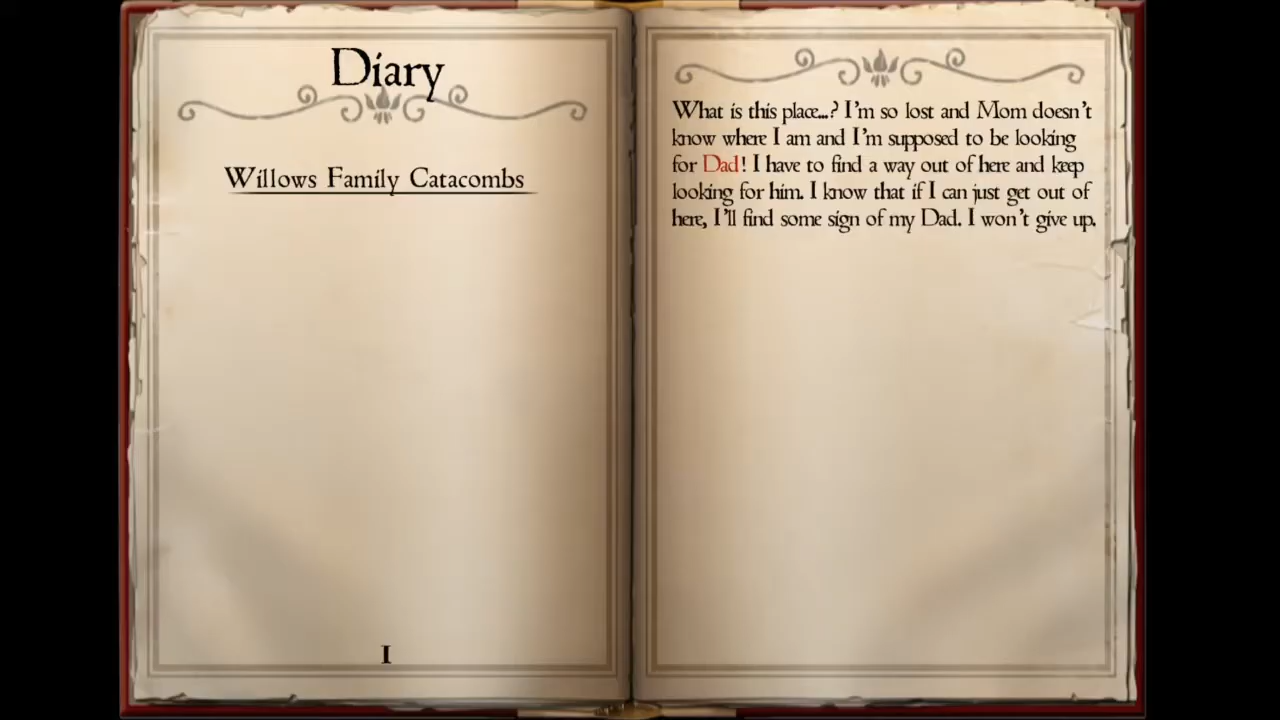 Diary
Willows Family Catacombs
I
What is this place...? I'm so lost and Mom doesn't
know where I am and I'm supposed to be looking
for Dad! I have to find a way out of here and keep
looking for him. I know that if I can just get out of
here, I'll find some sign of my Dad. I won't give up.